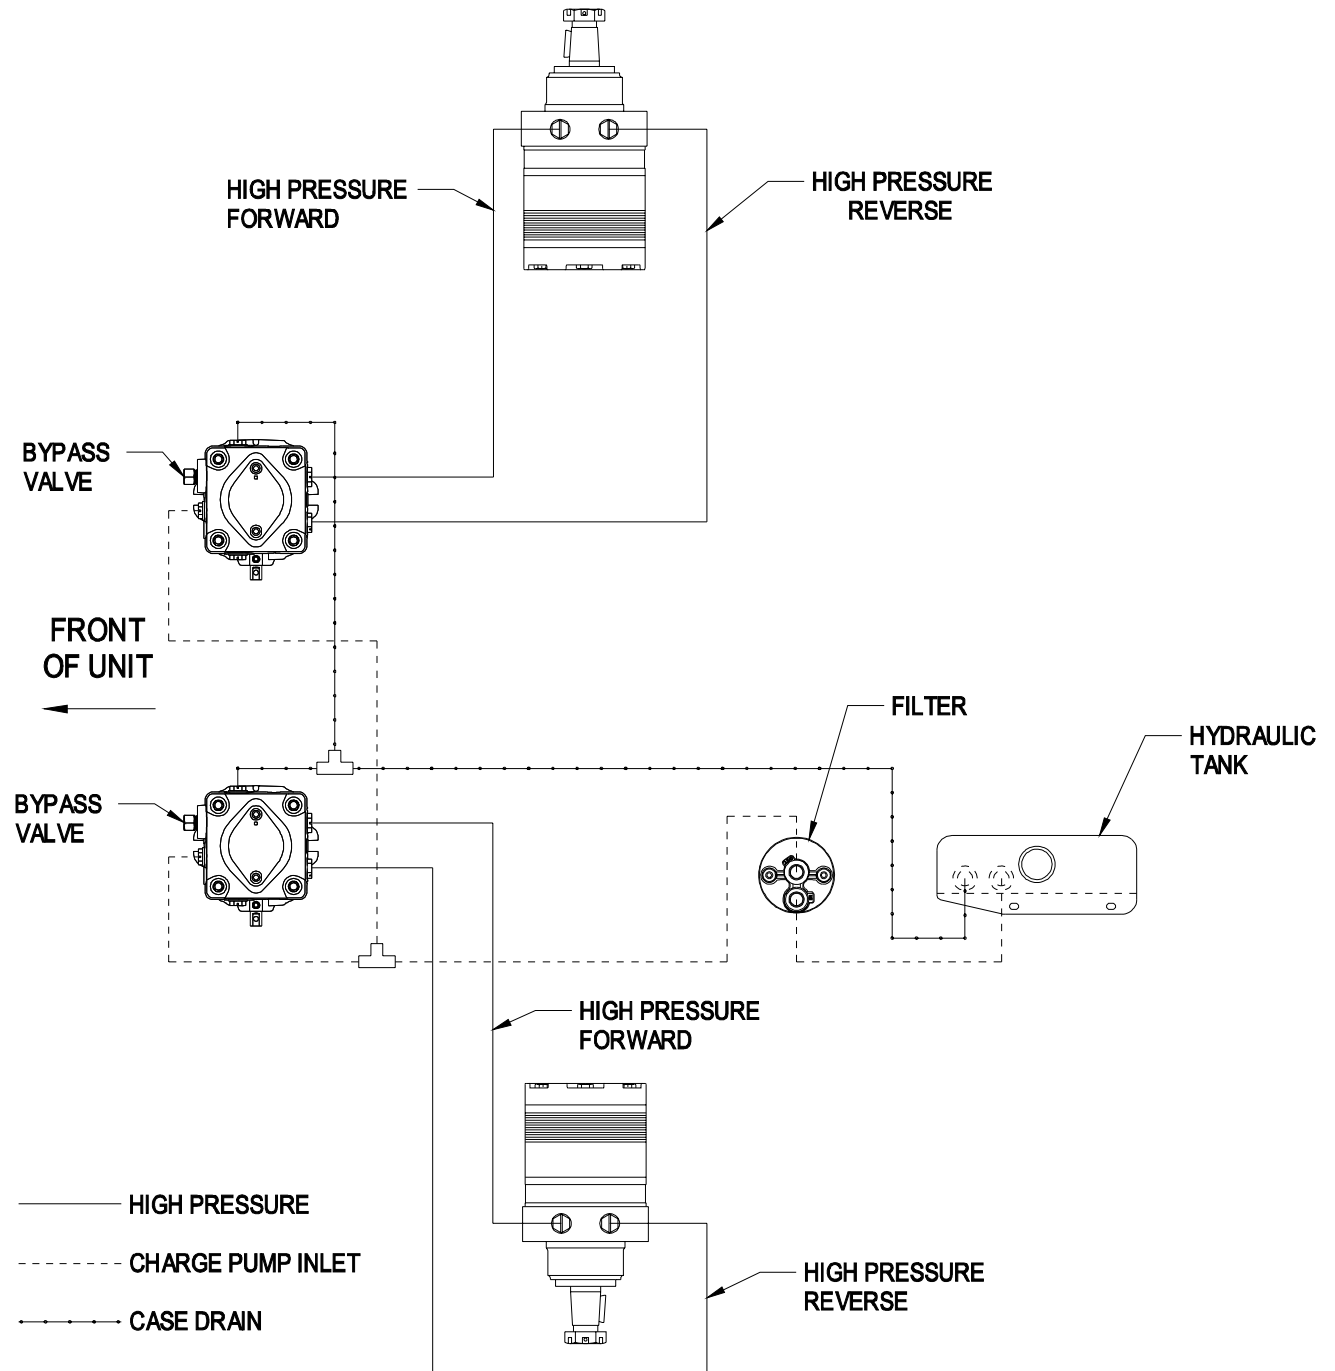 HIGH PRESSURE
FORWARD
HIGH PRESSURE
REVERSE
BYPASS
VALVE
FRONT
OF UNIT
FILTER
HYDRAULIC
TANK
BYPASS
VALVE
HIGH PRESSURE
FORWARD
HIGH PRESSURE
CHARGE PUMP INLET
CASE DRAIN
HIGH PRESSURE
REVERSE